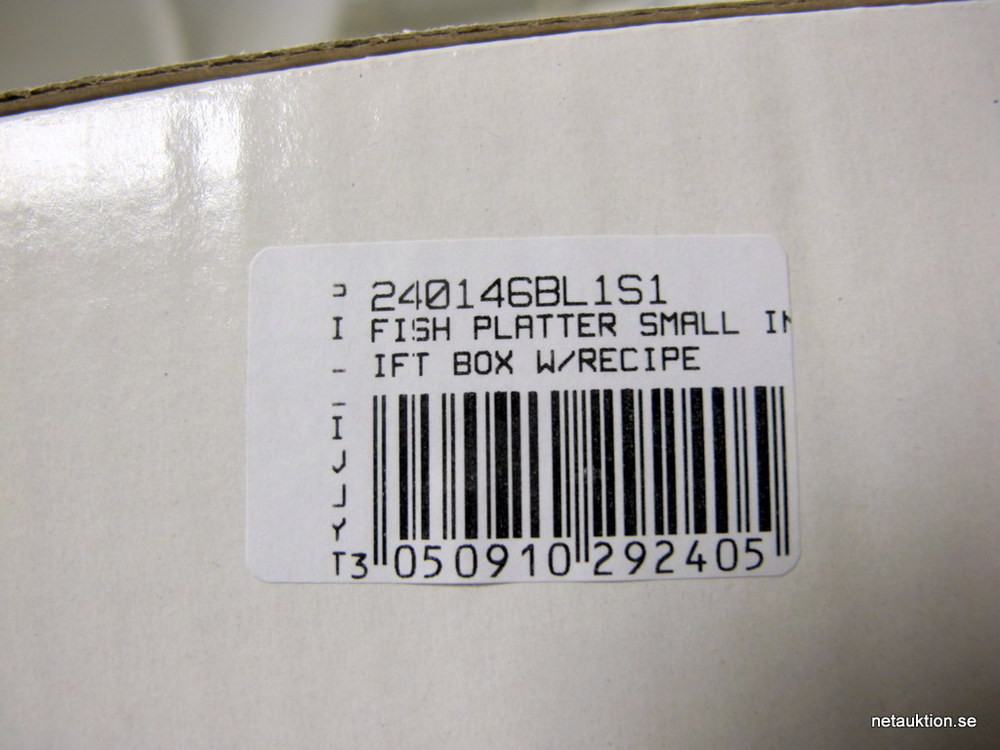 240146BL1S1
FISH PLATTER SMALL IN
IFT BOX W/RECIPE
3 050910 292405
netauktion.se